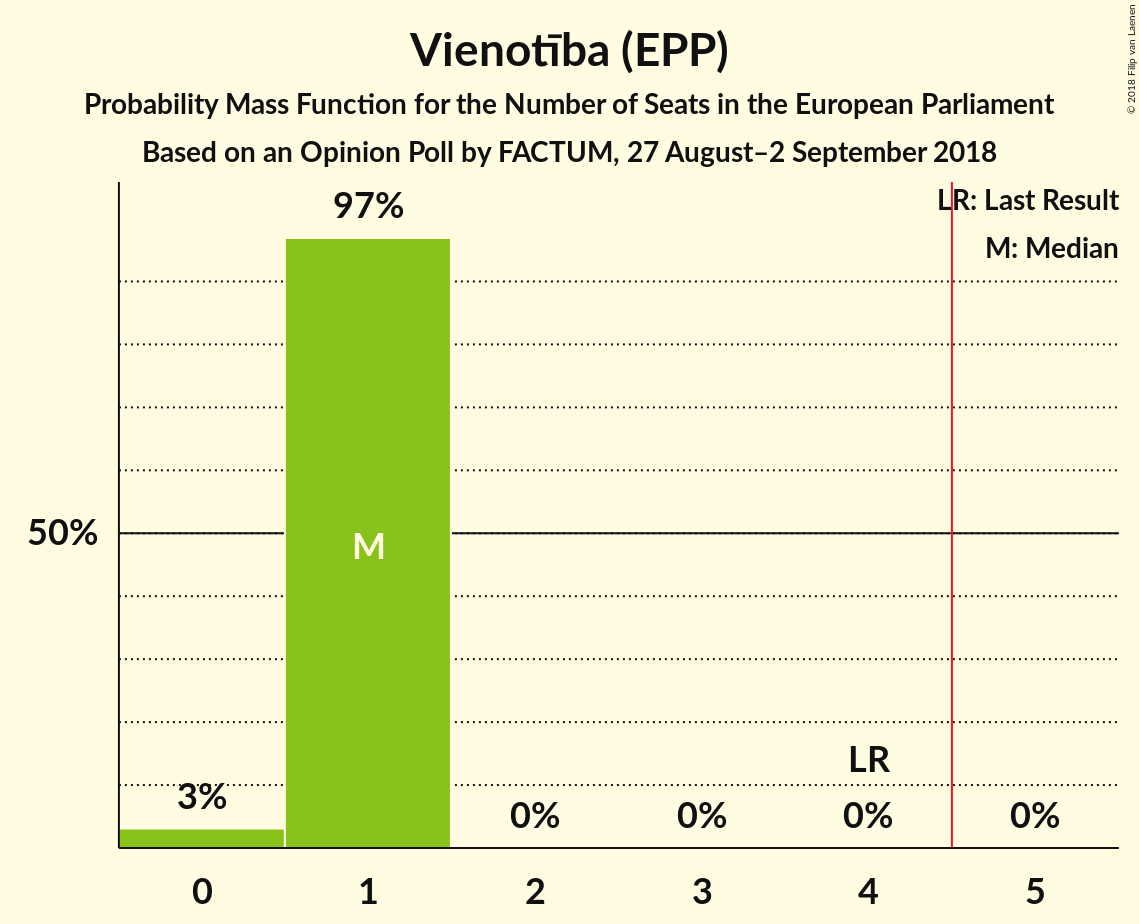 Vienotība (EPP)
Probability Mass Function for the Number of Seats in the European Parliament
Based on an Opinion Poll by FACTUM, 27 August–2 September 2018
© 2018 Filip van Laenen
LR: Last Result
M: Median
97%
50%
M
LR
3%
0%
0%
0%
0%
0
1
2
3
4
5